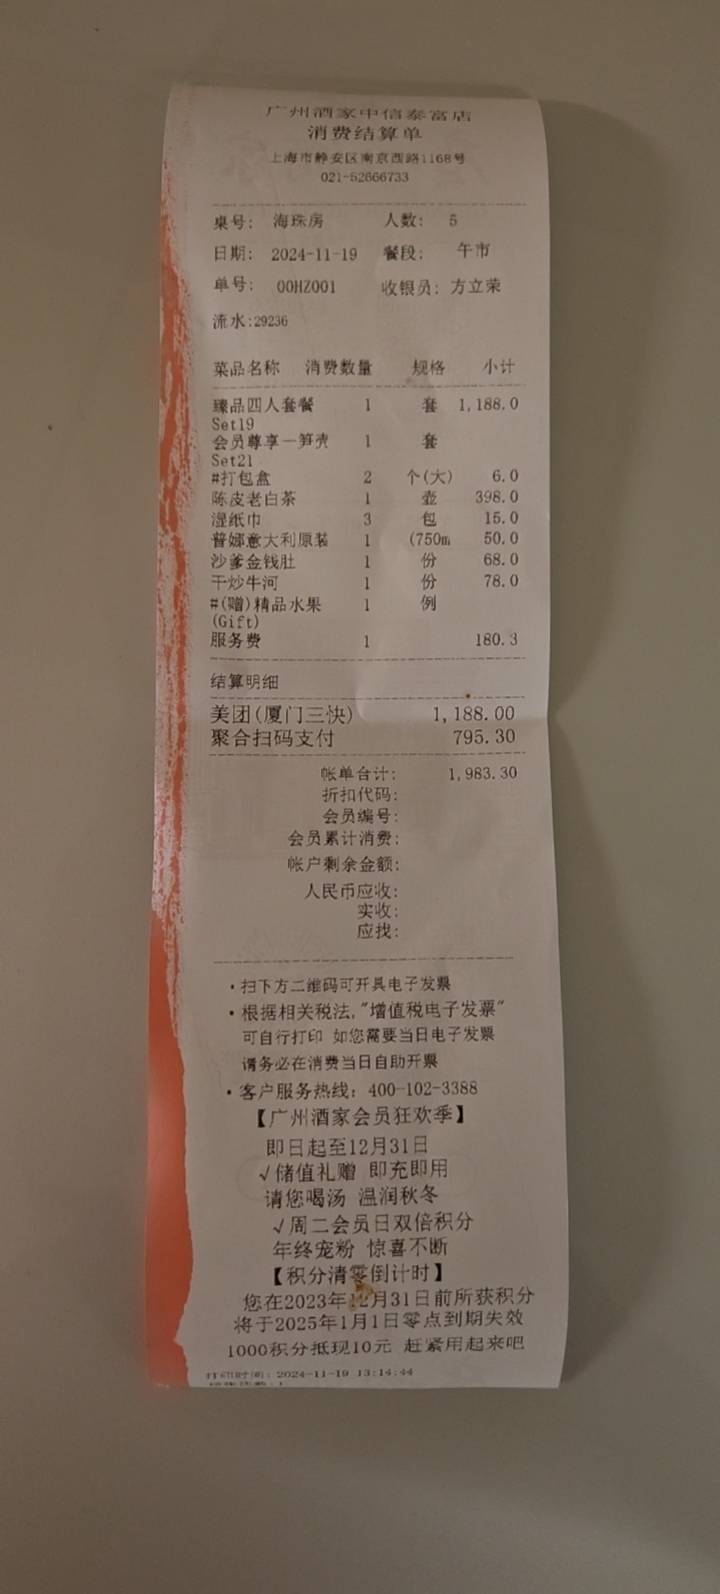 广州酒家中信泰富店
消费结算单
上海市静安区南京西路1168号
021-52666733
桌号: 海珠房 人数: 5
日期: 2024-11-19 餐段: 午市
单号: 00HZ001 收银员: 方立荣
流水:29236
菜品名称 消费数量 规格 小计
臻品四人套餐 1 套 1,188.0
Set19
会员尊享一笋壳 1 套
Set21
#打包盒 2 个(大) 6.0
陈皮老白茶 1 壶 398.0
湿纸巾 3 包 15.0
普娜意大利原装 1 (750m 50.0
沙爹金钱肚 1 份 68.0
干炒牛河 1 份 78.0
#(赠)精品水果 1 例
(Gift)
服务费 1 180.3
结算明细
美团(厦门三快) 1,188.00
聚合扫码支付 795.30
帐单合计: 1,983.30
折扣代码:
会员编号:
会员累计消费:
帐户剩余金额:
人民币应收:
实收:
应找:
·扫下方二维码可开具电子发票
·根据相关税法,"增值税电子发票"
可自行打印 如您需要当日电子发票
请务必在消费当日自助开票
·客户服务热线: 400-102-3388
【广州酒家会员狂欢季】
即日起至12月31日
√储值礼赠 即充即用
请您喝汤 温润秋冬
√周二会员日双倍积分
年终宠粉 惊喜不断
【积分清零倒计时】
您在2023年12月31日前所获积分
将于2025年1月1日零点到期失效
1000积分抵现10元 赶紧用起来吧
打印时间: 2024-11-19 13:14:44